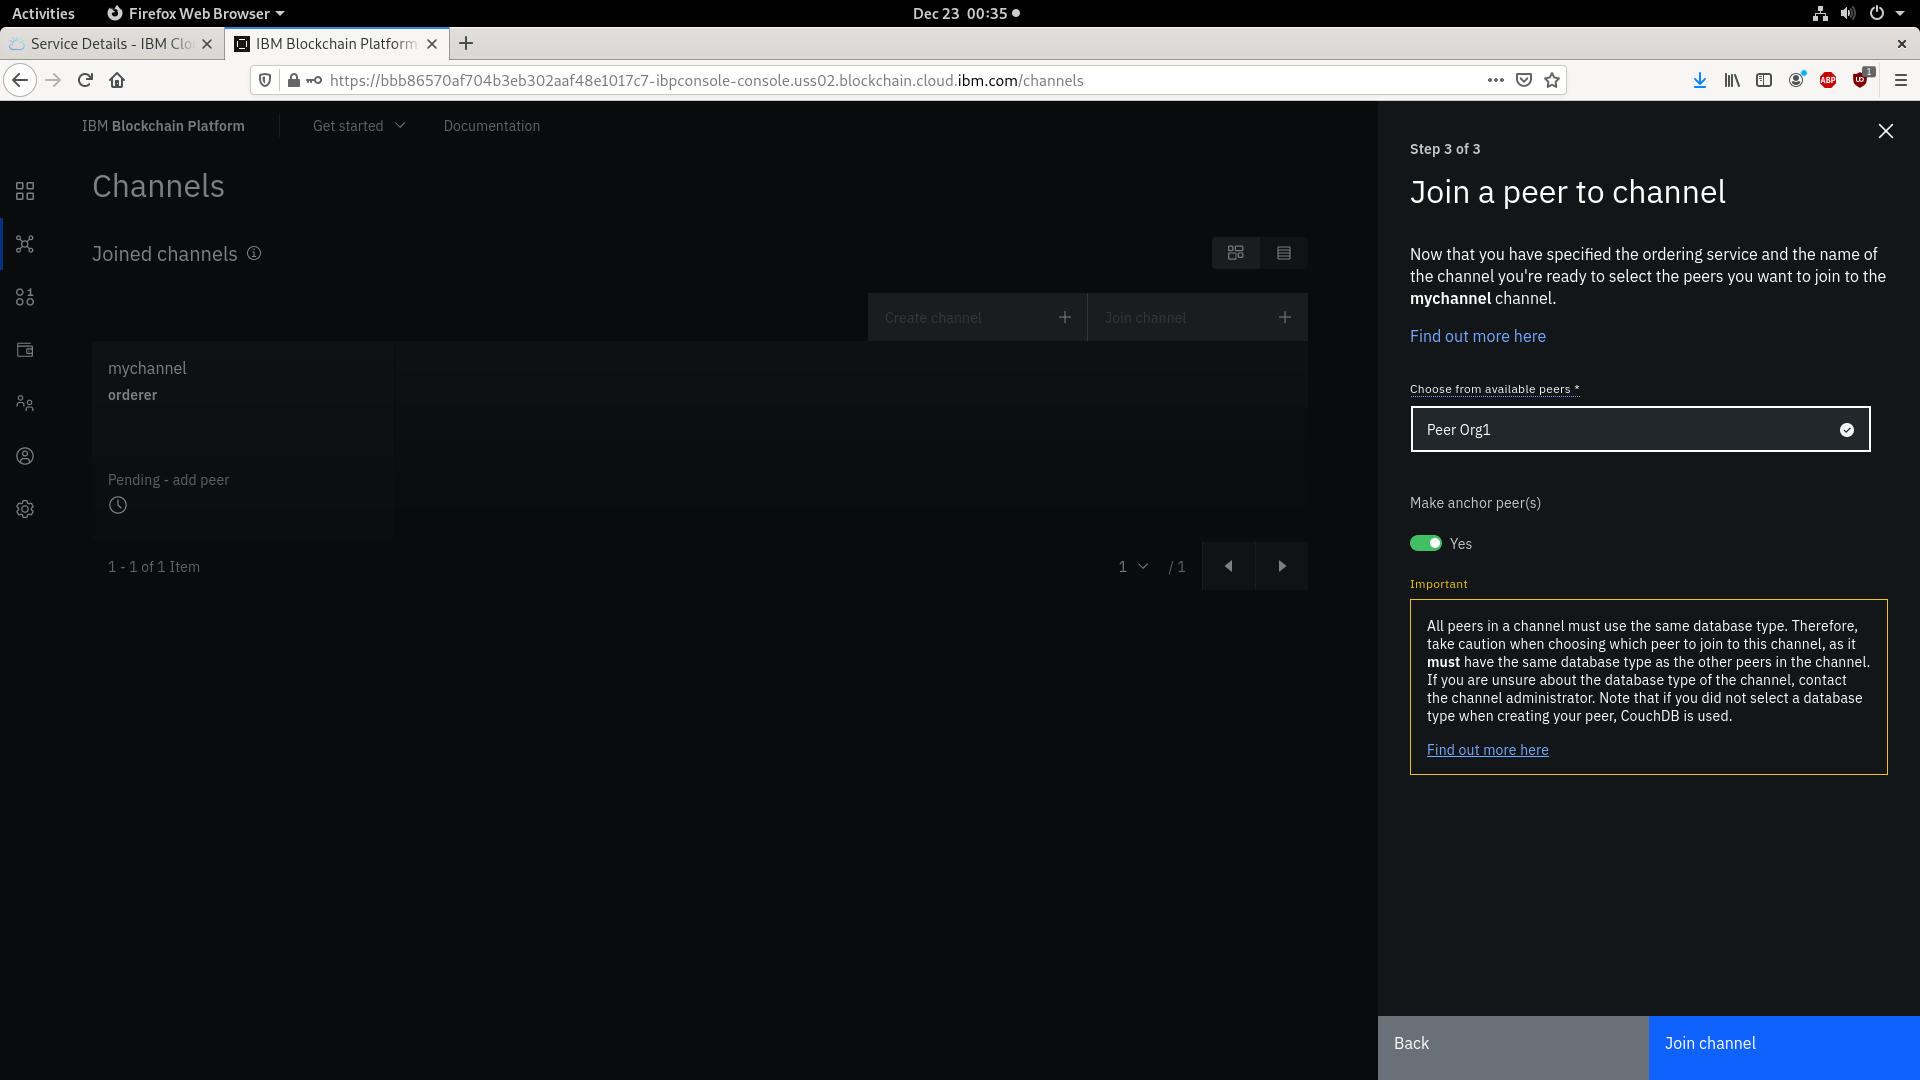 Activities
Firefox Web Browser
Dec 23 00:35
Service Details - IBM Clo
IBM Blockchain Platform
https://bbb86570af704b3eb302aaf48e1017c7-ibpconsole-console.uss02.blockchain.cloud.ibm.com/channels
ABP
1
IBM Blockchain Platform
Get started
Documentation
Channels
Joined channels
Create channel
Join channel
mychannel
orderer
Pending - add peer
1 - 1 of 1 Item
1
/ 1
Step 3 of 3
Join a peer to channel
Now that you have specified the ordering service and the name of
the channel you're ready to select the peers you want to join to the
mychannel channel.
Find out more here
Choose from available peers *
Peer Org1
Make anchor peer(s)
Yes
Important
All peers in a channel must use the same database type. Therefore,
take caution when choosing which peer to join to this channel, as it
must have the same database type as the other peers in the channel.
If you are unsure about the database type of the channel, contact
the channel administrator. Note that if you did not select a database
type when creating your peer, CouchDB is used.
Find out more here
Back
Join channel